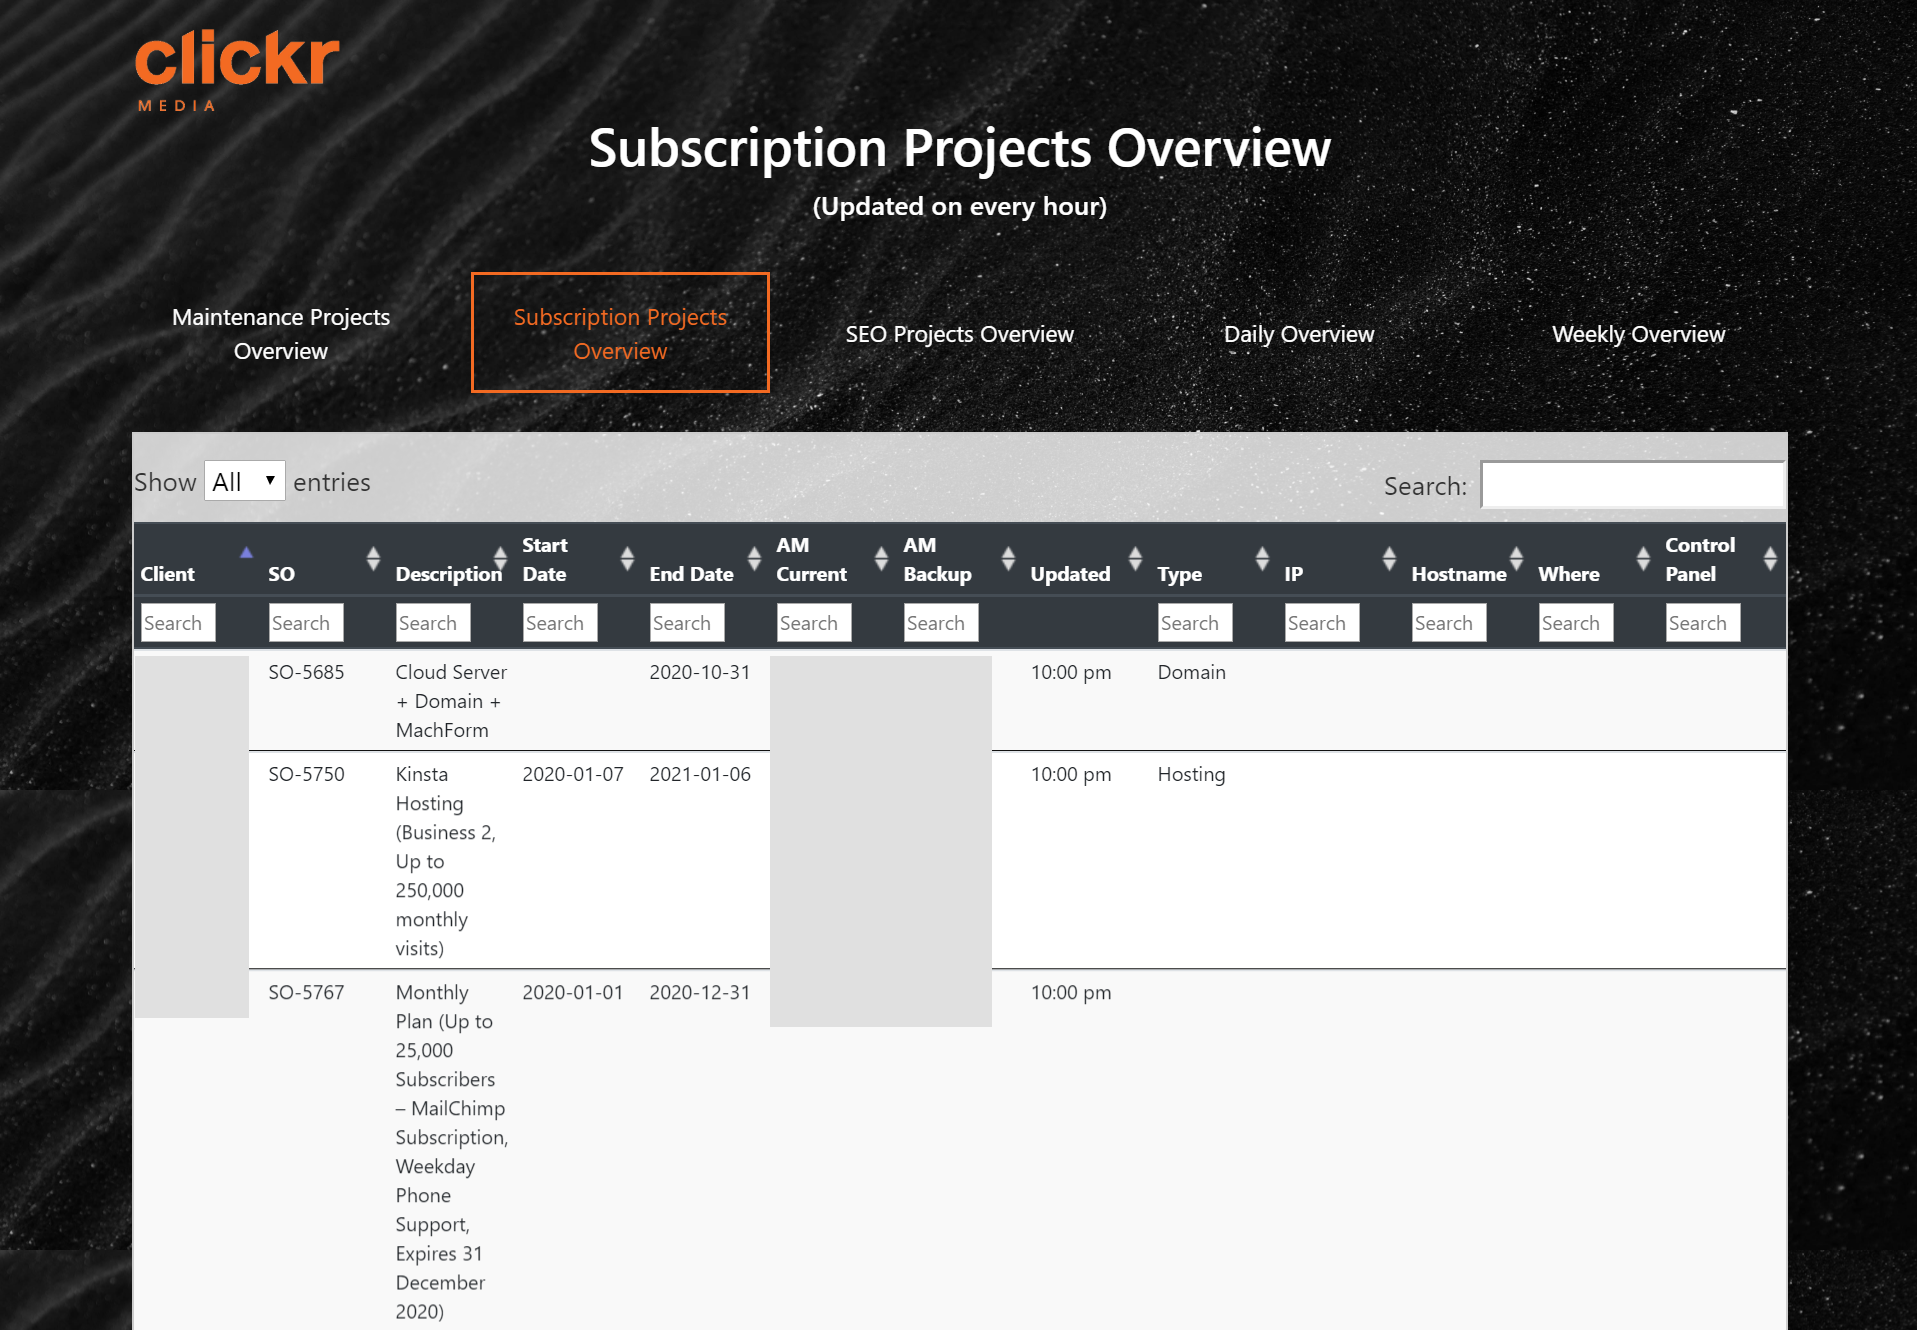 clickr
MEDIA
Subscription Projects Overview
(Updated on every hour)
Maintenance Projects
Overview
Subscription Projects
Overview
SEO Projects Overview
Daily Overview
Weekly Overview
Show All entries
Search:
Client
SO
Description
Start
Date
End Date
AM
Current
AM
Backup
Updated
Type
IP
Hostname
Where
Control
Panel
Search Search Search Search Search Search Search Search Search Search Search Search
SO-5685
Cloud Server
+ Domain +
MachForm
2020-10-31
10:00 pm
Domain
SO-5750
Kinsta
Hosting
(Business 2,
Up to
250,000
monthly
visits)
2020-01-07
2021-01-06
10:00 pm
Hosting
SO-5767
Monthly
Plan (Up to
25,000
Subscribers
– MailChimp
Subscription,
Weekday
Phone
Support,
Expires 31
December
2020)
2020-01-01
2020-12-31
10:00 pm